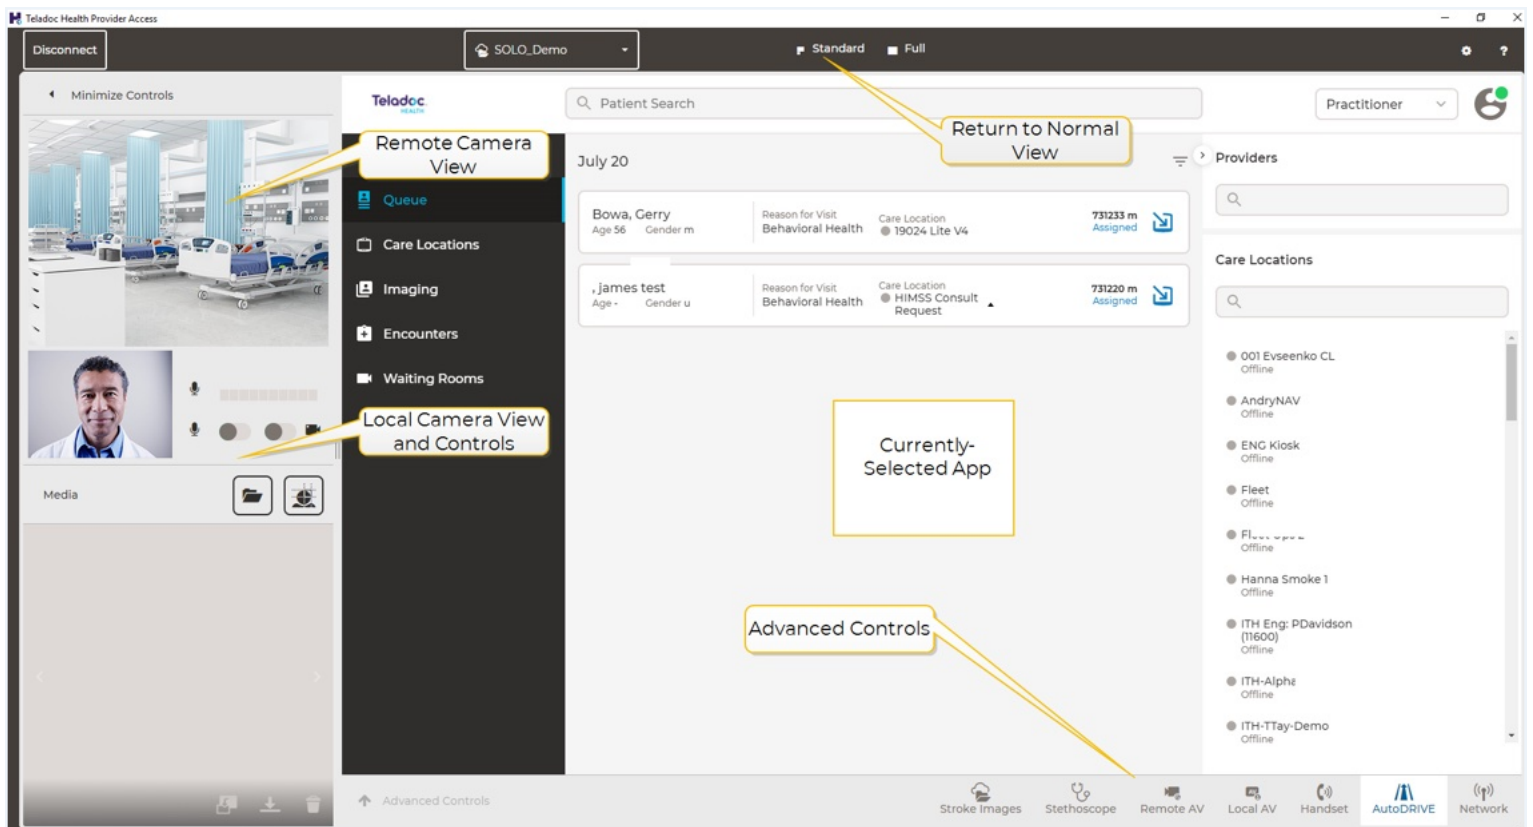 Teladoc Health Provider Access
Disconnect
SOLO_Demo
Standard
Full
?
Minimize Controls
Teladoc
HEALTH
Patient Search
Practitioner
Remote Camera
View
Return to Normal
View
Queue
Care Locations
Imaging
Encounters
Waiting Rooms
Local Camera View
and Controls
Media
July 20
Bowa, Gerry
Age 56 Gender m
Reason for Visit
Behavioral Health
Care Location
19024 Lite V4
731233 m
Assigned
, james test
Age - Gender u
Reason for Visit
Behavioral Health
Care Location
HIMSS Consult
Request
731220 m
Assigned
Currently-
Selected App
Advanced Controls
Providers
Care Locations
001 Evseenko CL
Offline
AndryNAV
Offline
ENG Kiosk
Offline
Fleet
Offline
Offline
Hanna Smoke 1
Offline
ITH Eng: PDavidson
(11600)
Offline
ITH-Alpha
Offline
ITH-TTay-Demo
Offline
Advanced Controls
Stroke Images
Stethoscope
Remote AV
Local AV
Handset
AutoDRIVE
Network